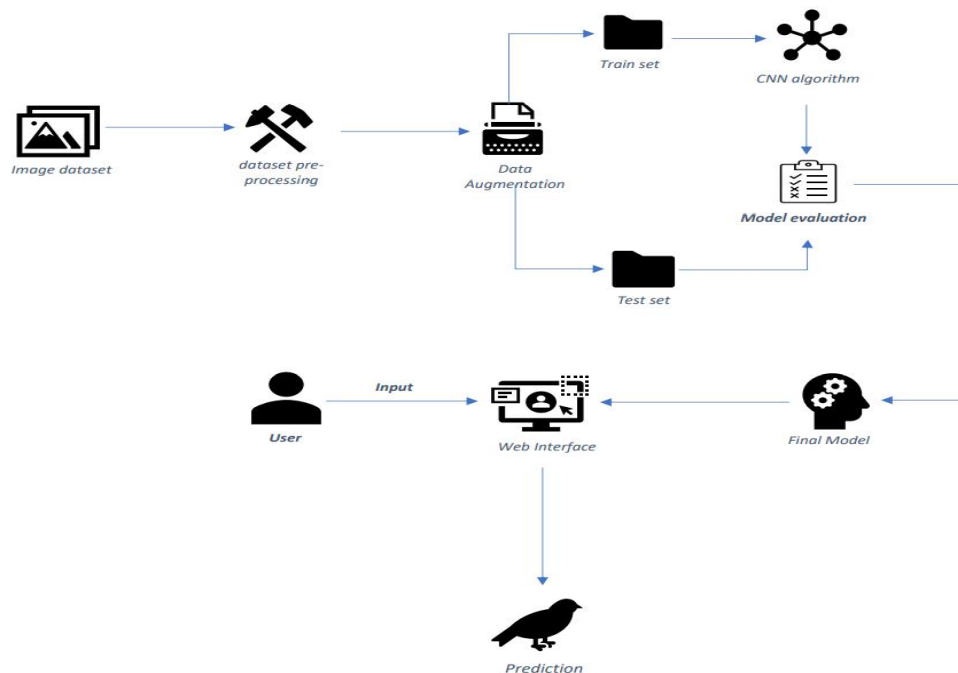 Train set
CNN algorithm
Image dataset
dataset pre-
processing
Data
Augmentation
Model evaluation
Test set
Input
User
Web Interface
Final Model
Prediction